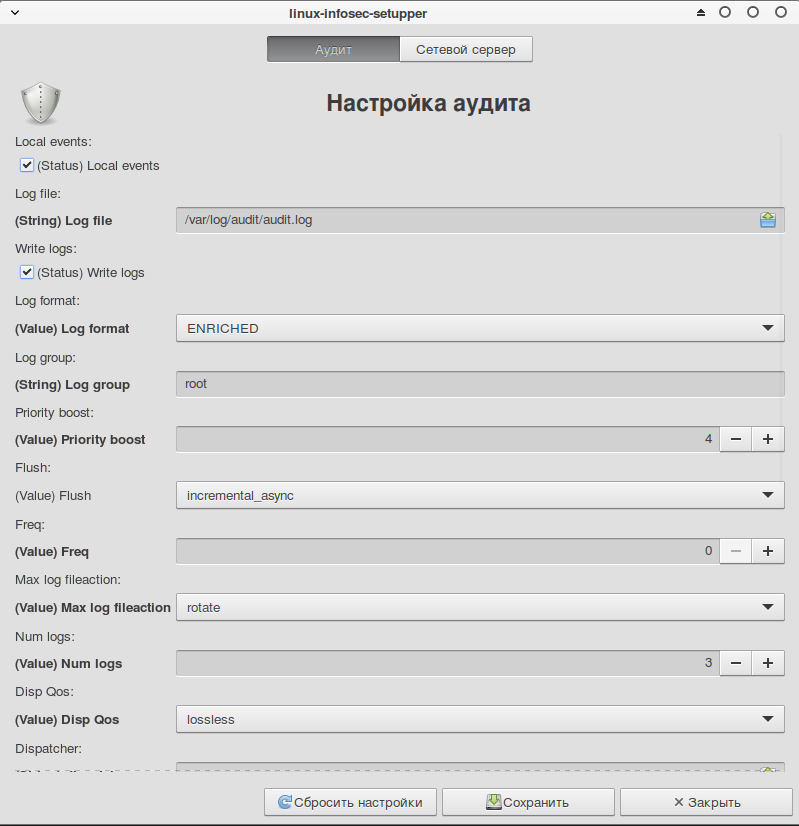 linux-infosec-setupper
Аудит Сетевой сервер
Настройка аудита
Local events:
(Status) Local events
Log file:
(String) Log file /var/log/audit/audit.log
Write logs:
(Status) Write logs
Log format:
(Value) Log format ENRICHED
Log group:
(String) Log group root
Priority boost:
(Value) Priority boost 4
Flush:
(Value) Flush incremental_async
Freq:
(Value) Freq 0
Max log fileaction:
(Value) Max log fileaction rotate
Num logs:
(Value) Num logs 3
Disp Qos:
(Value) Disp Qos lossless
Dispatcher:
Сбросить настройки Сохранить Закрыть